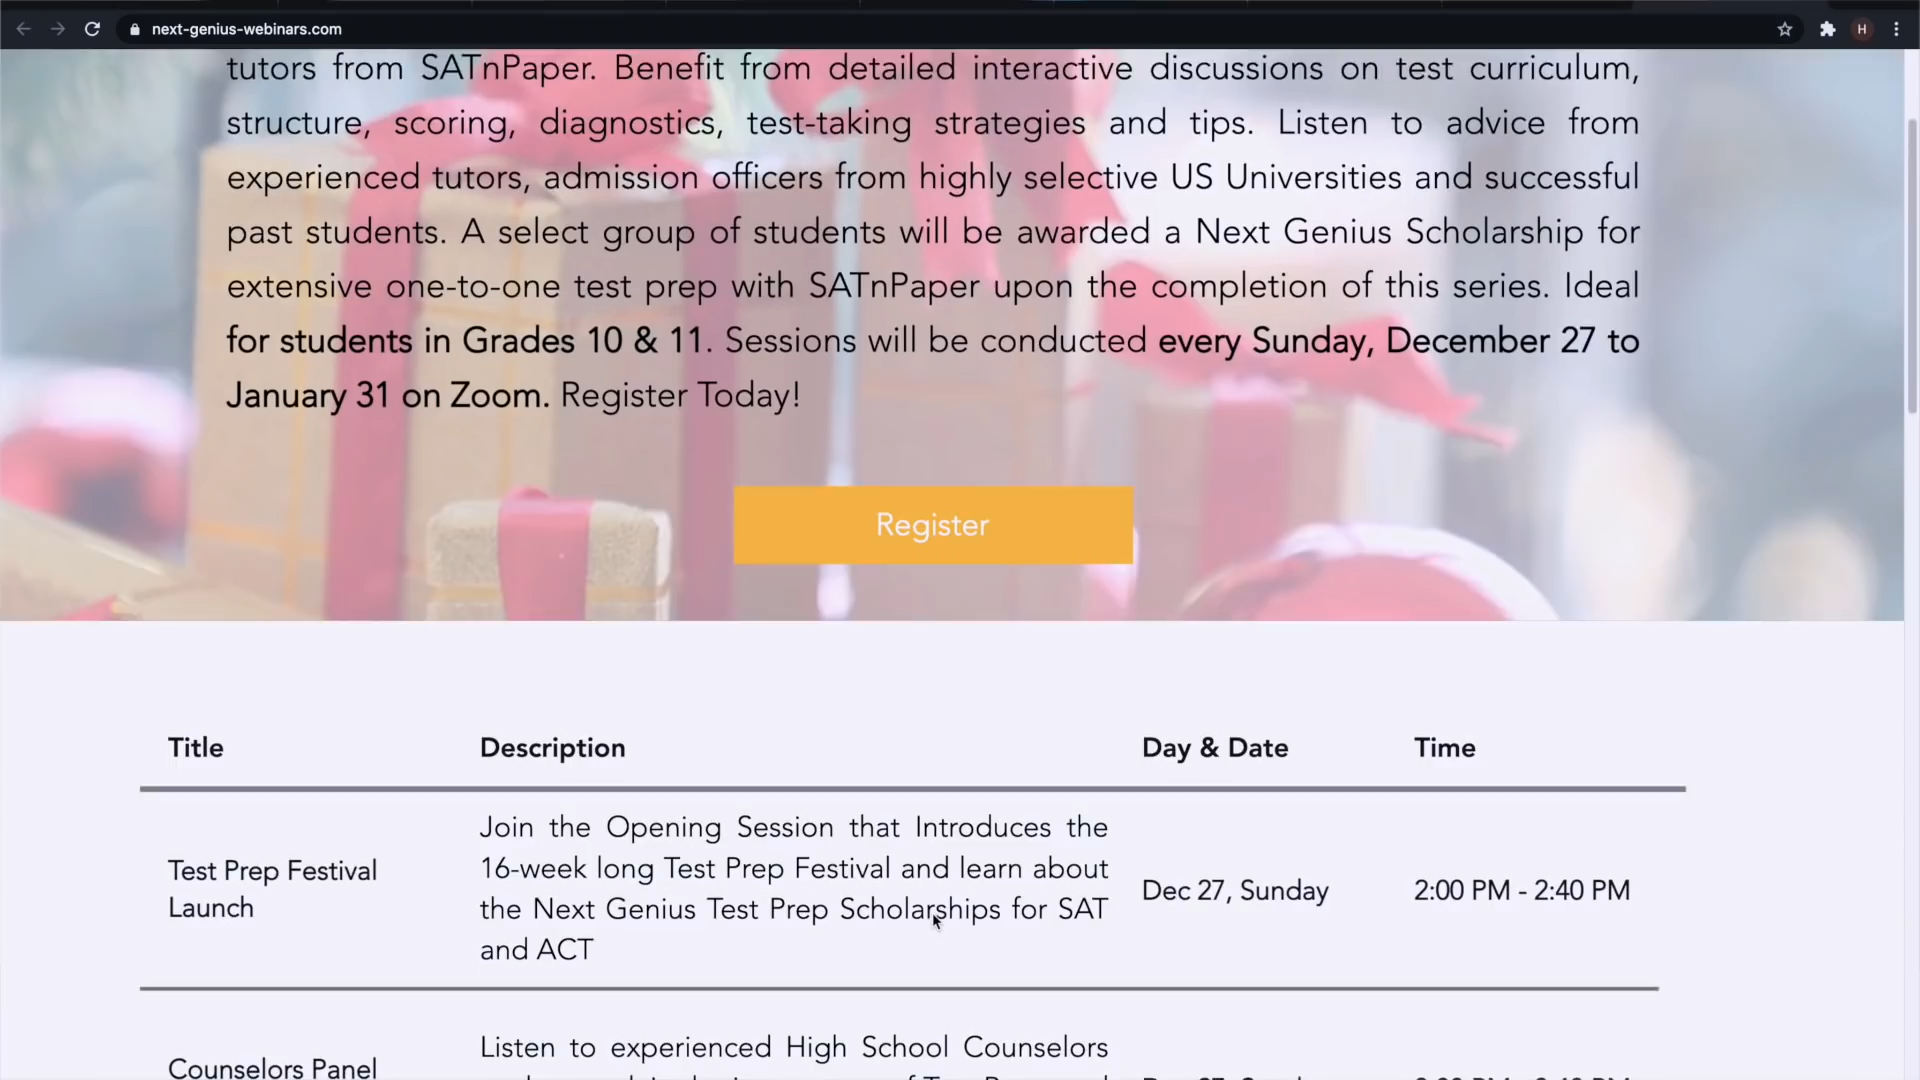 next-genius-webinars.com
H
tutors from SATnPaper. Benefit from detailed interactive discussions on test curriculum,
structure, scoring, diagnostics, test-taking strategies and tips. Listen to advice from
experienced tutors, admission officers from highly selective US Universities and successful
past students. A select group of students will be awarded a Next Genius Scholarship for
extensive one-to-one test prep with SATnPaper upon the completion of this series. Ideal
for students in Grades 10 & 11. Sessions will be conducted every Sunday, December 27 to
January 31 on Zoom. Register Today!
Register
Title Description Day & Date Time
Test Prep Festival
Launch
Join the Opening Session that Introduces the
16-week long Test Prep Festival and learn about
the Next Genius Test Prep Scholarships for SAT
and ACT
Dec 27, Sunday
2:00 PM - 2:40 PM
Counselors Panel
Listen to experienced High School Counselors